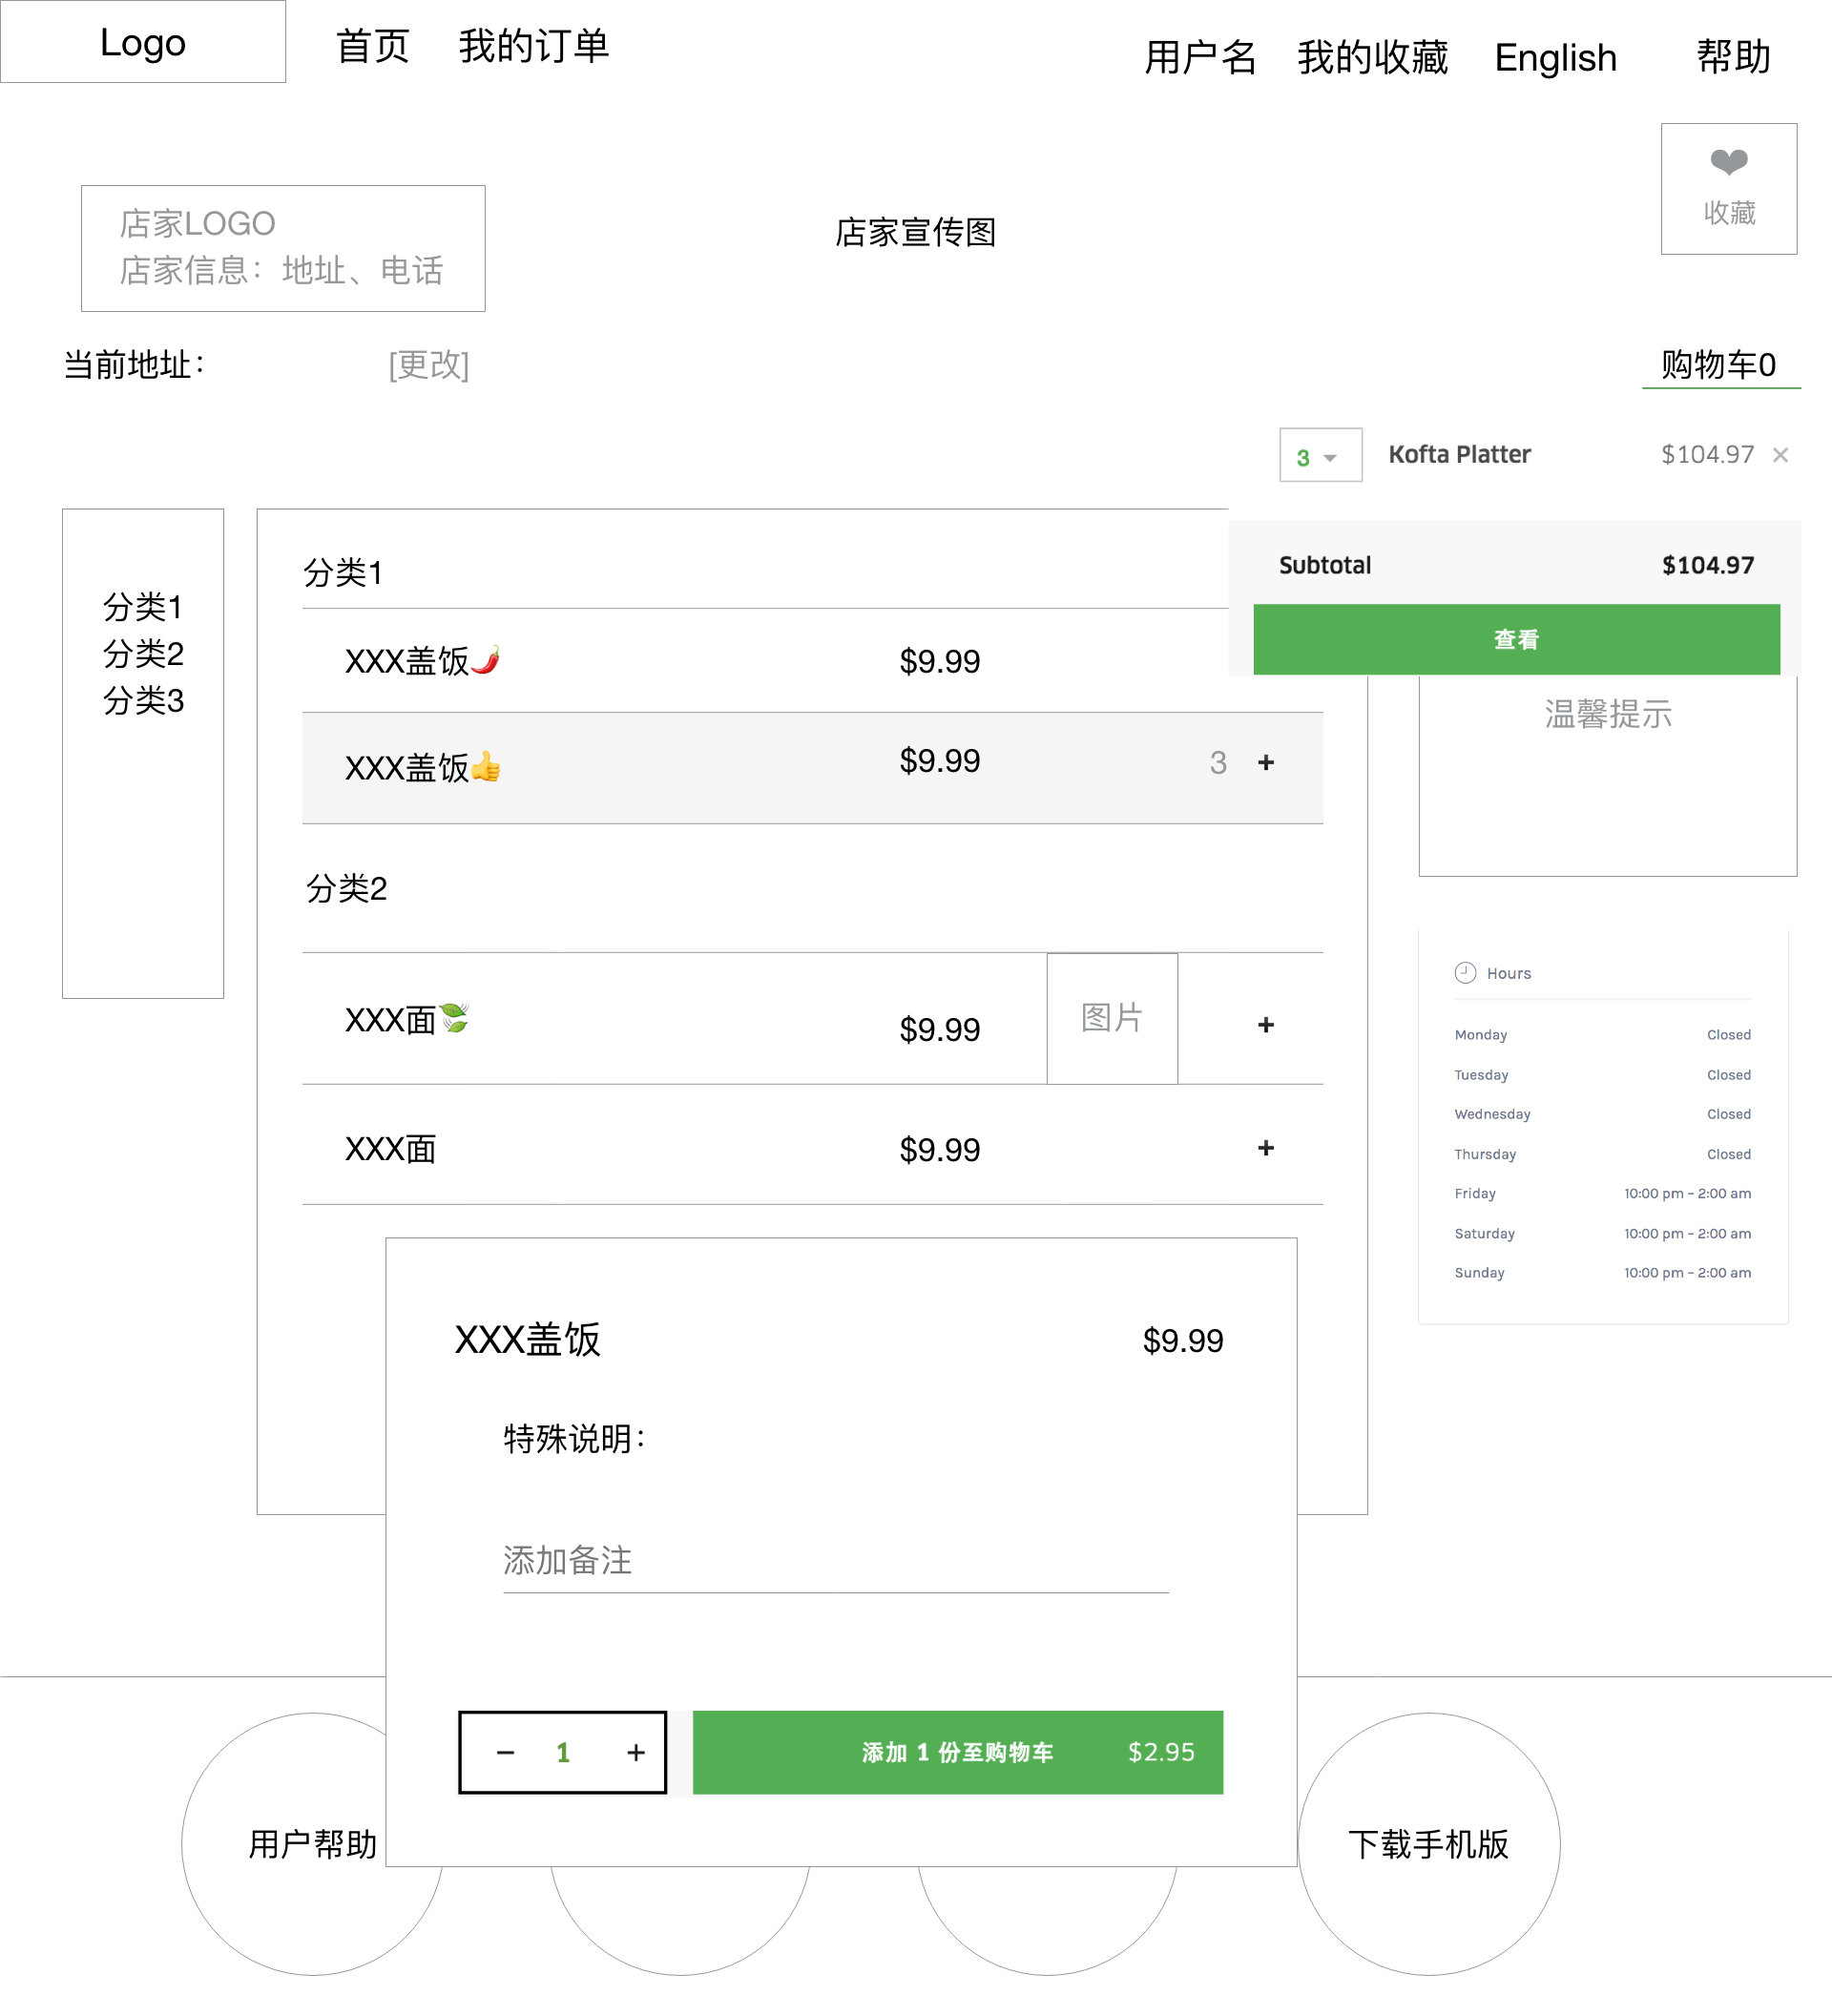 Logo 首页 我的订单 用户名 我的收藏 English 帮助
❤ 收藏
店家LOGO
店家信息：地址、电话
店家宣传图
当前地址： [更改] 购物车0
3 Kofta Platter $104.97 ×
Subtotal $104.97
查看
分类1
分类2
分类3
分类1
XXX盖饭🌶️ $9.99
XXX盖饭👍 $9.99 3 +
分类2
XXX面🍃 $9.99 图片 +
XXX面 $9.99 +
温馨提示
Hours
Monday Closed
Tuesday Closed
Wednesday Closed
Thursday Closed
Friday 10:00 pm – 2:00 am
Saturday 10:00 pm – 2:00 am
Sunday 10:00 pm – 2:00 am
XXX盖饭 $9.99
特殊说明：
添加备注
− 1 + 添加 1 份至购物车 $2.95
用户帮助 下载手机版